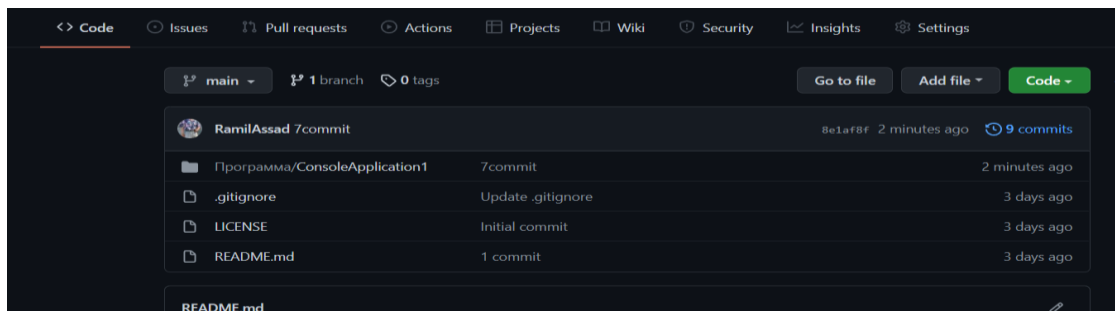 <> Code Issues Pull requests Actions Projects Wiki Security Insights Settings
main 1 branch 0 tags Go to file Add file Code
RamilAssad 7commit 8e1af8f 2 minutes ago 9 commits
Программа/ConsoleApplication1 7commit 2 minutes ago
.gitignore Update .gitignore 3 days ago
LICENSE Initial commit 3 days ago
README.md 1 commit 3 days ago
README.md